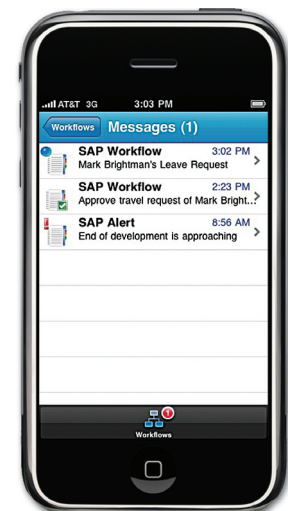 AT&T 3G 3:03 PM
Workflows Messages (1)
SAP Workflow 3:02 PM
Mark Brightman's Leave Request
SAP Workflow 2:23 PM
Approve travel request of Mark Bright...
SAP Alert 8:56 AM
End of development is approaching
1
Workflows